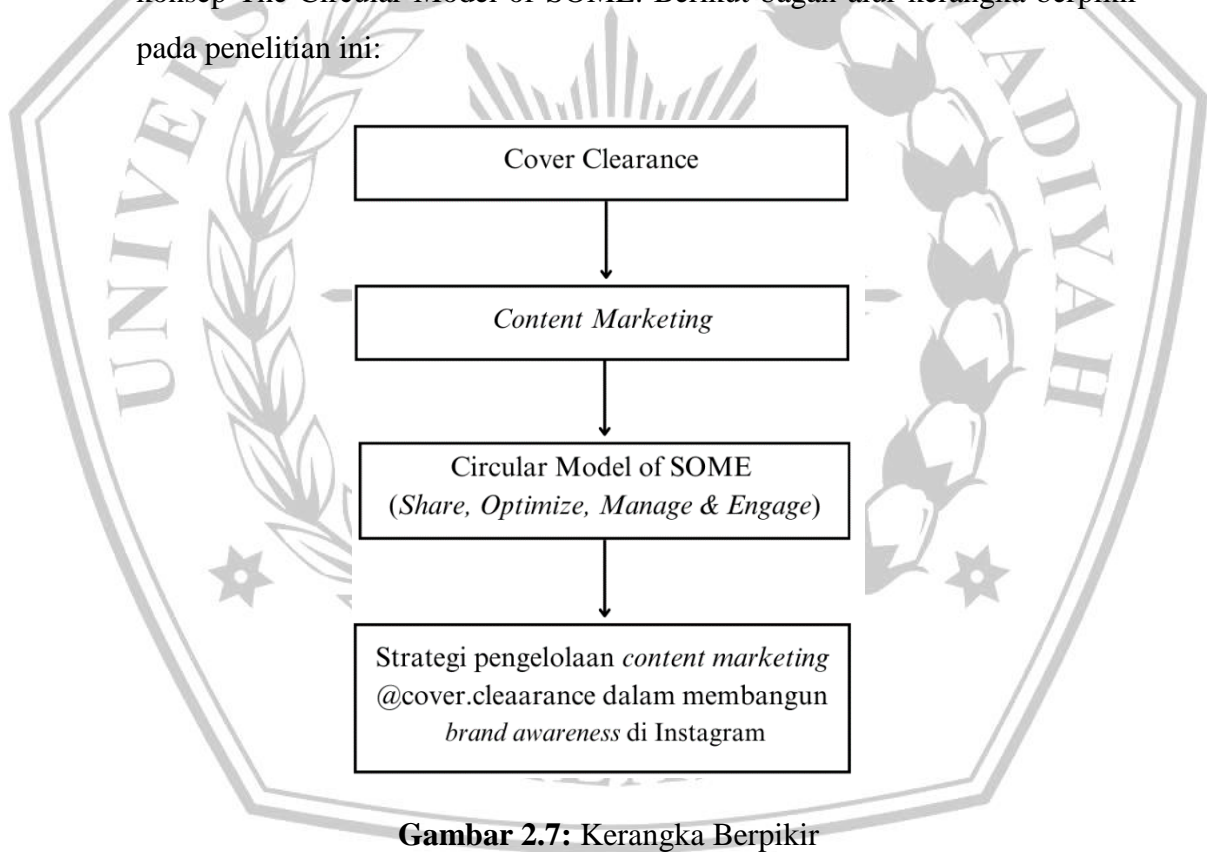 konsep The Circular Model of SOME. Berikut bagan alur kerangka berpikir
pada penelitian ini:
Cover Clearance
Content Marketing
Circular Model of SOME
(Share, Optimize, Manage & Engage)
Strategi pengelolaan content marketing
@cover.cleaarance dalam membangun
brand awareness di Instagram
Gambar 2.7: Kerangka Berpikir